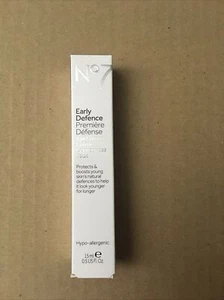 N°7
Early
Defence
Première
Défense
Protects &
boosts young
skin's natural
defences to help
it look younger
for longer
Hypo-allergenic
15ml e